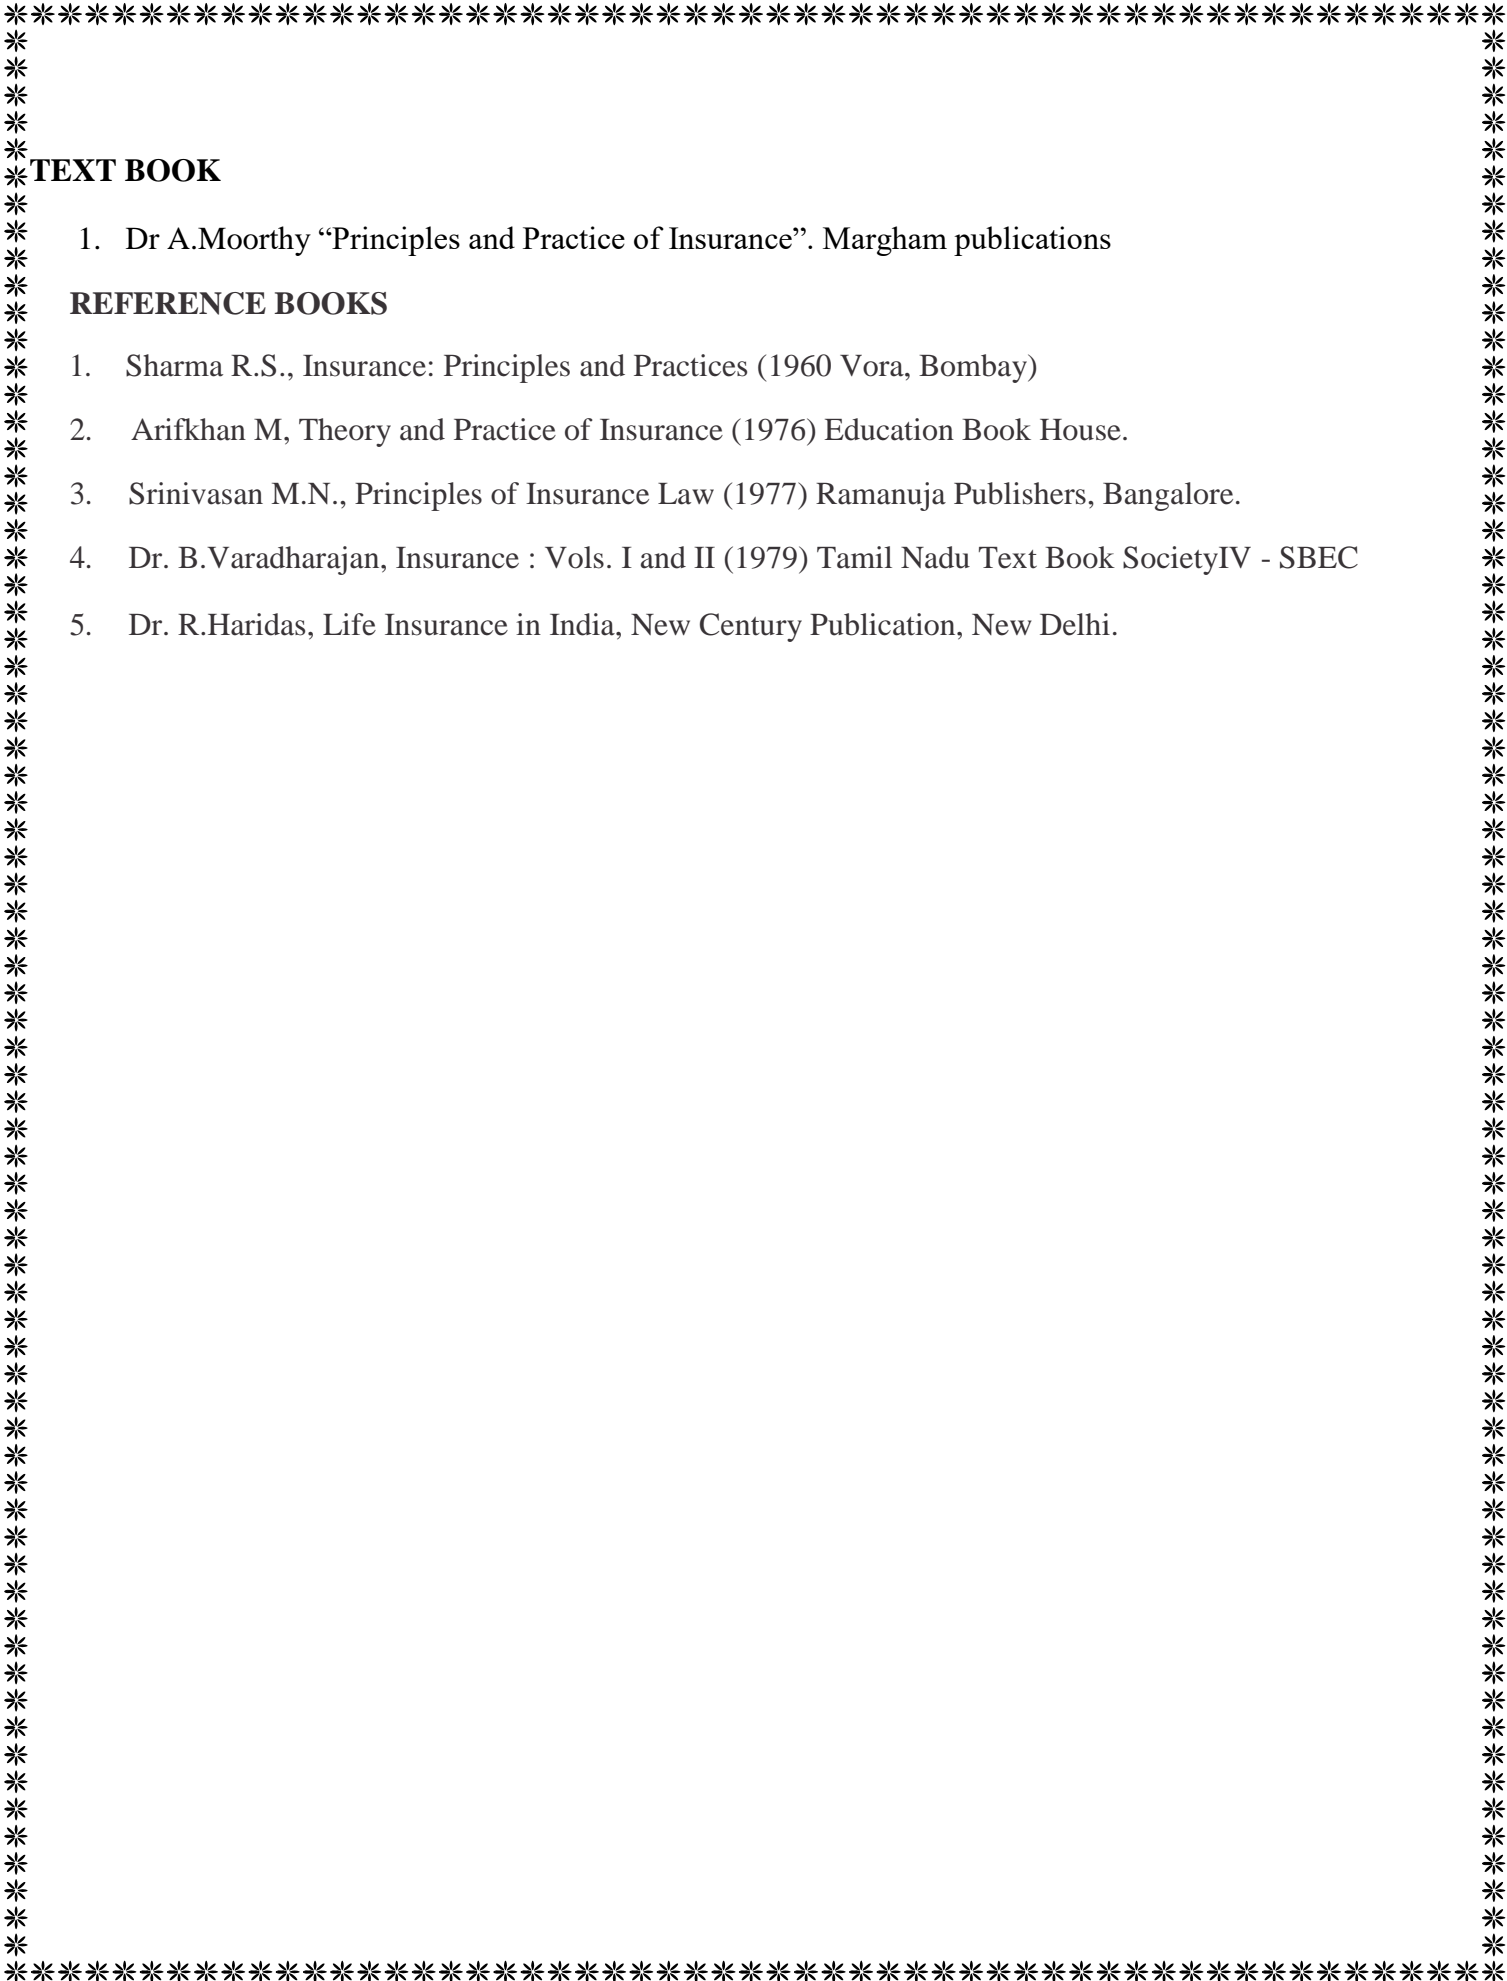 TEXT BOOK
1. Dr A.Moorthy “Principles and Practice of Insurance”. Margham publications
REFERENCE BOOKS
1. Sharma R.S., Insurance: Principles and Practices (1960 Vora, Bombay)
2. Arifkhan M, Theory and Practice of Insurance (1976) Education Book House.
3. Srinivasan M.N., Principles of Insurance Law (1977) Ramanuja Publishers, Bangalore.
4. Dr. B.Varadharajan, Insurance : Vols. I and II (1979) Tamil Nadu Text Book SocietyIV - SBEC
5. Dr. R.Haridas, Life Insurance in India, New Century Publication, New Delhi.